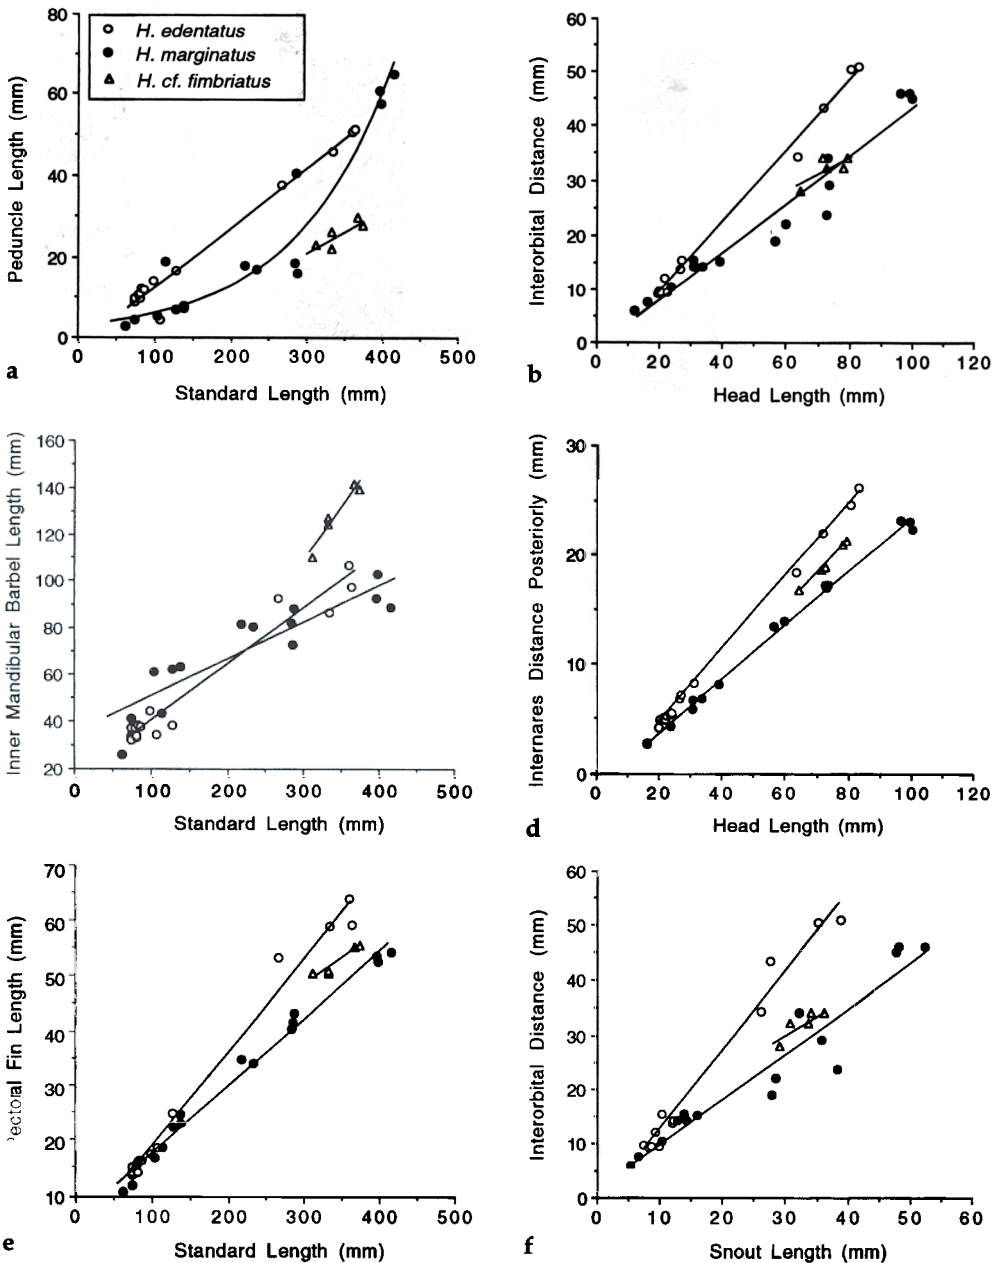 80
60
40
20
0
Peduncle Length (mm)
H. edentatus
H. marginatus
H. cf. fimbriatus
0 100 200 300 400 500
Standard Length (mm)
a
60
50
40
30
20
10
0
Interorbital Distance (mm)
0 20 40 60 80 100 120
Head Length (mm)
b
160
140
120
100
80
60
40
20
Inner Mandibular Barbel Length (mm)
0 100 200 300 400 500
Standard Length (mm)
30
20
10
0
Internares Distance Posteriorly (mm)
0 20 40 60 80 100 120
Head Length (mm)
d
70
60
50
40
30
20
10
ectoral Fin Length (mm)
0 100 200 300 400 500
Standard Length (mm)
e
60
50
40
30
20
10
0
Interorbital Distance (mm)
0 10 20 30 40 50 60
Snout Length (mm)
f